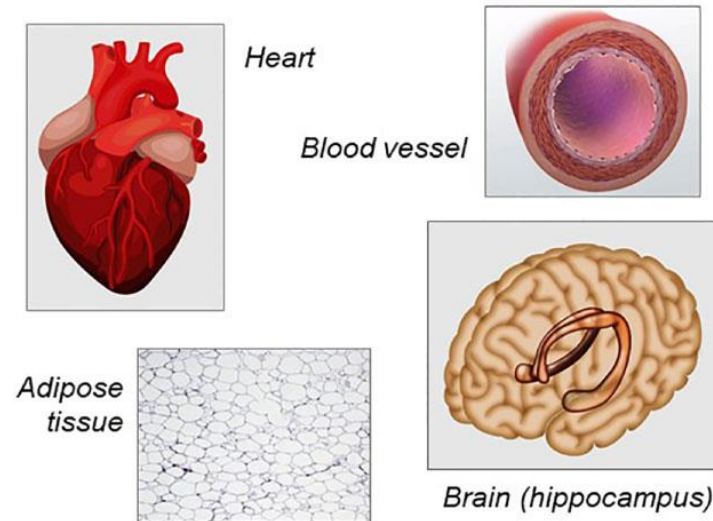 Heart
Blood vessel
Adipose
tissue
Brain (hippocampus)